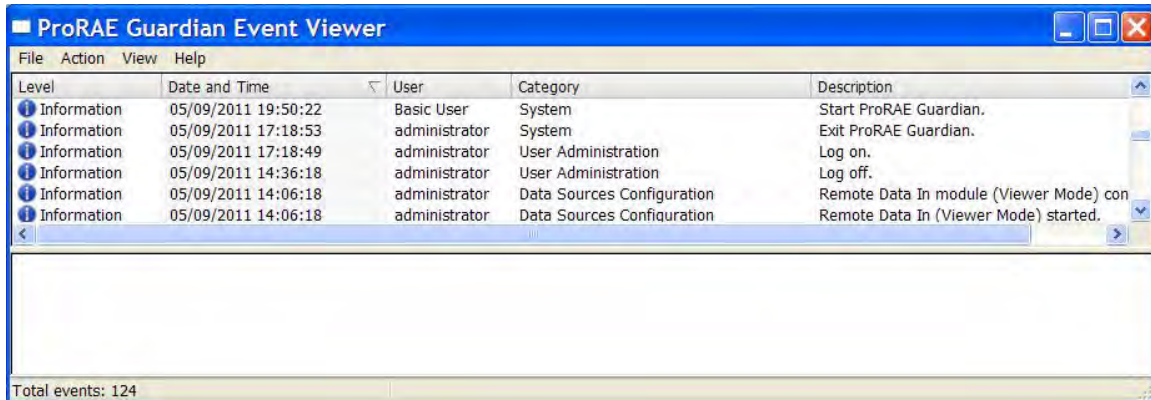 ProRAE Guardian Event Viewer
File Action View Help
Level Date and Time User Category Description
Information 05/09/2011 19:50:22 Basic User System Start ProRAE Guardian.
Information 05/09/2011 17:18:53 administrator System Exit ProRAE Guardian.
Information 05/09/2011 17:18:49 administrator User Administration Log on.
Information 05/09/2011 14:36:18 administrator User Administration Log off.
Information 05/09/2011 14:06:18 administrator Data Sources Configuration Remote Data In module (Viewer Mode) con
Information 05/09/2011 14:06:18 administrator Data Sources Configuration Remote Data In (Viewer Mode) started.
Total events: 124